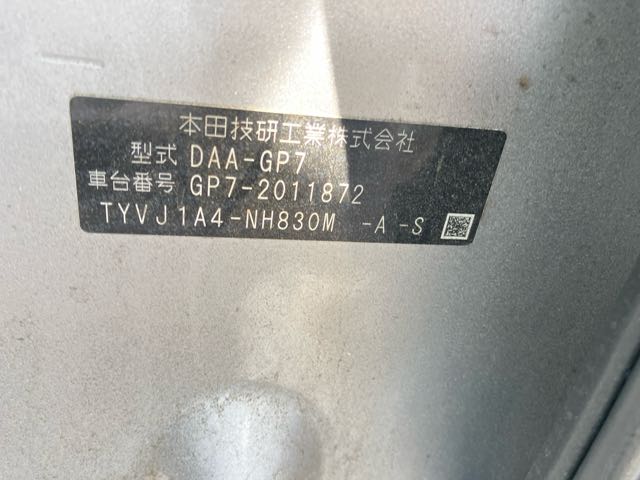 本田技研工業株式会社
型式 DAA-GP7
車台番号 GP7-2011872
TYVJ1A4-NH830M -A -S